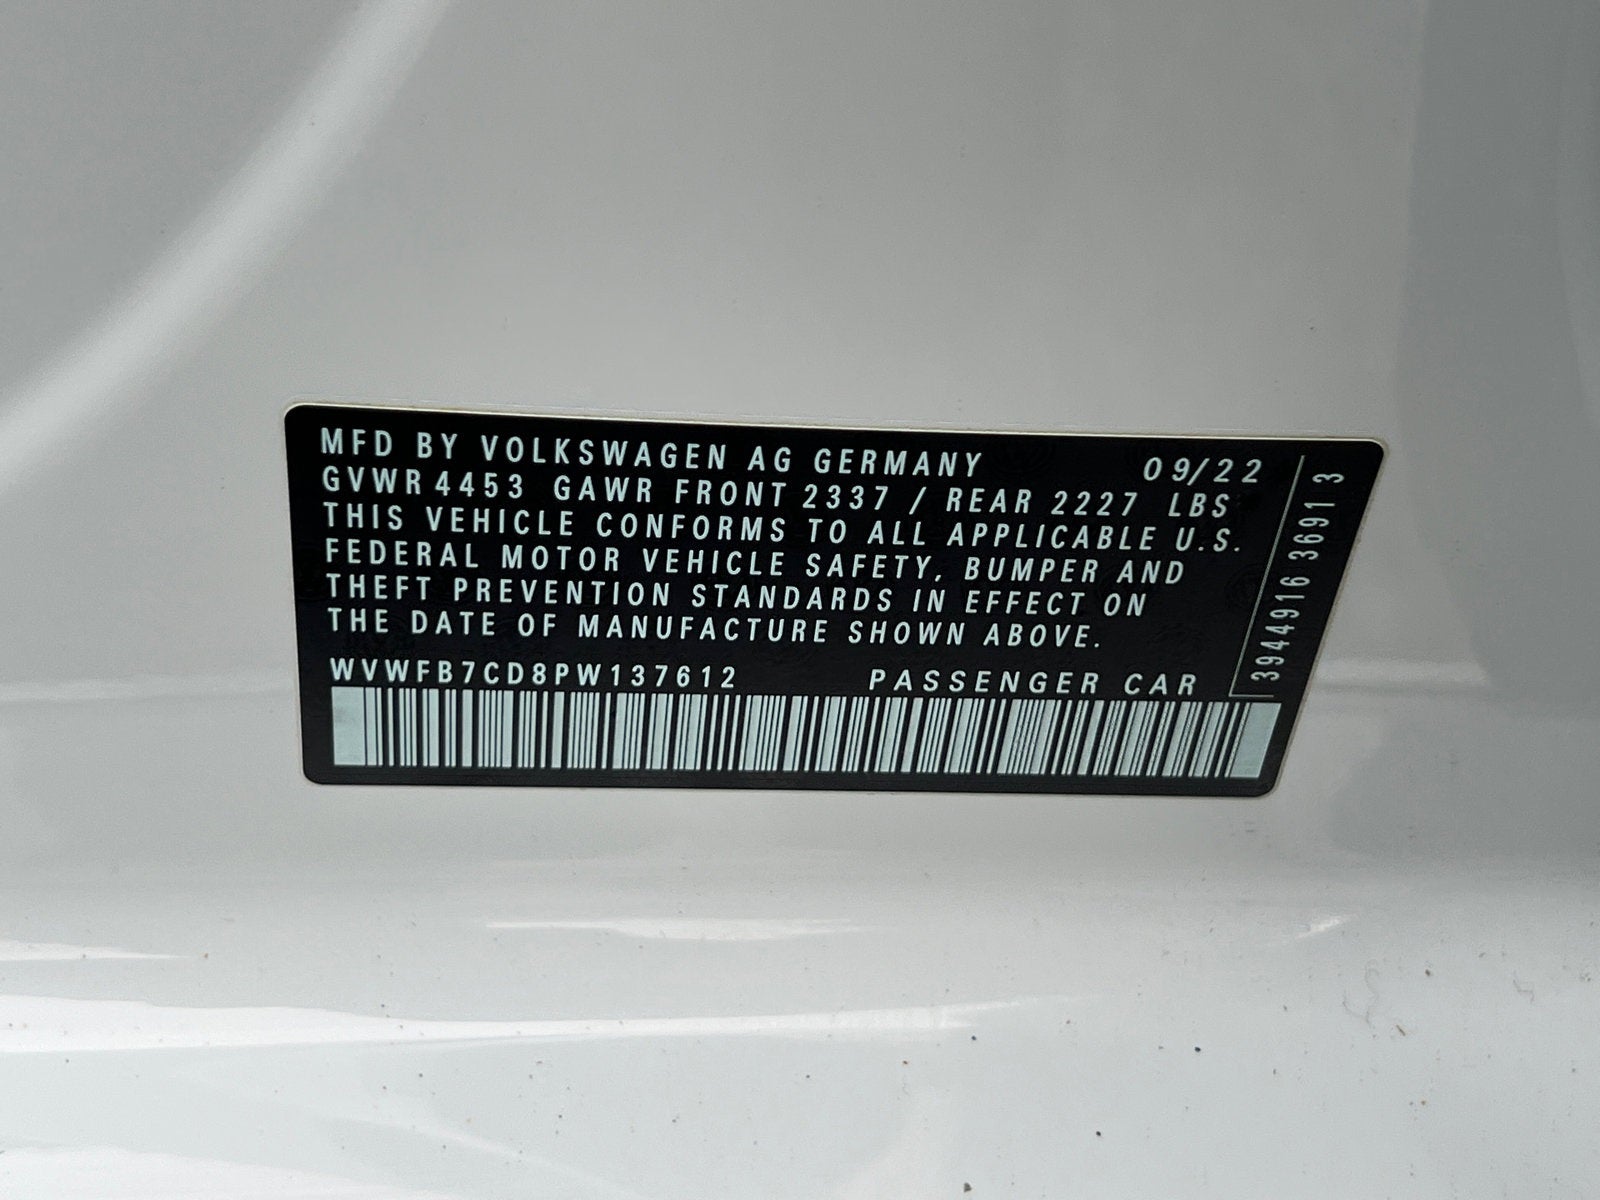 MFD BY VOLKSWAGEN AG GERMANY 09/22
GVWR 4453 GAWR FRONT 2337 / REAR 2227 LBS
THIS VEHICLE CONFORMS TO ALL APPLICABLE U.S.
FEDERAL MOTOR VEHICLE SAFETY, BUMPER AND
THEFT PREVENTION STANDARDS IN EFFECT ON
THE DATE OF MANUFACTURE SHOWN ABOVE.
WVWFB7CD8PW137612 PASSENGER CAR
3944916 3691 3